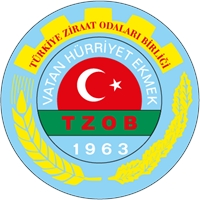 TÜRKİYE ZİRAAT ODALARI BİRLİĞİ
VATAN HÜRRİYET EKMEK
TZOB
1963